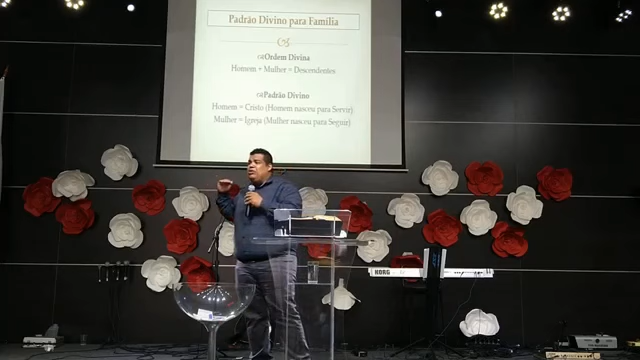 Padrão Divino para Família
Ordem Divina
Homem + Mulher = Descendentes
Padrão Divino
Homem = Cristo (Homem nasceu para Servir)
Mulher = Igreja (Mulher nasceu para Seguir)
KORG